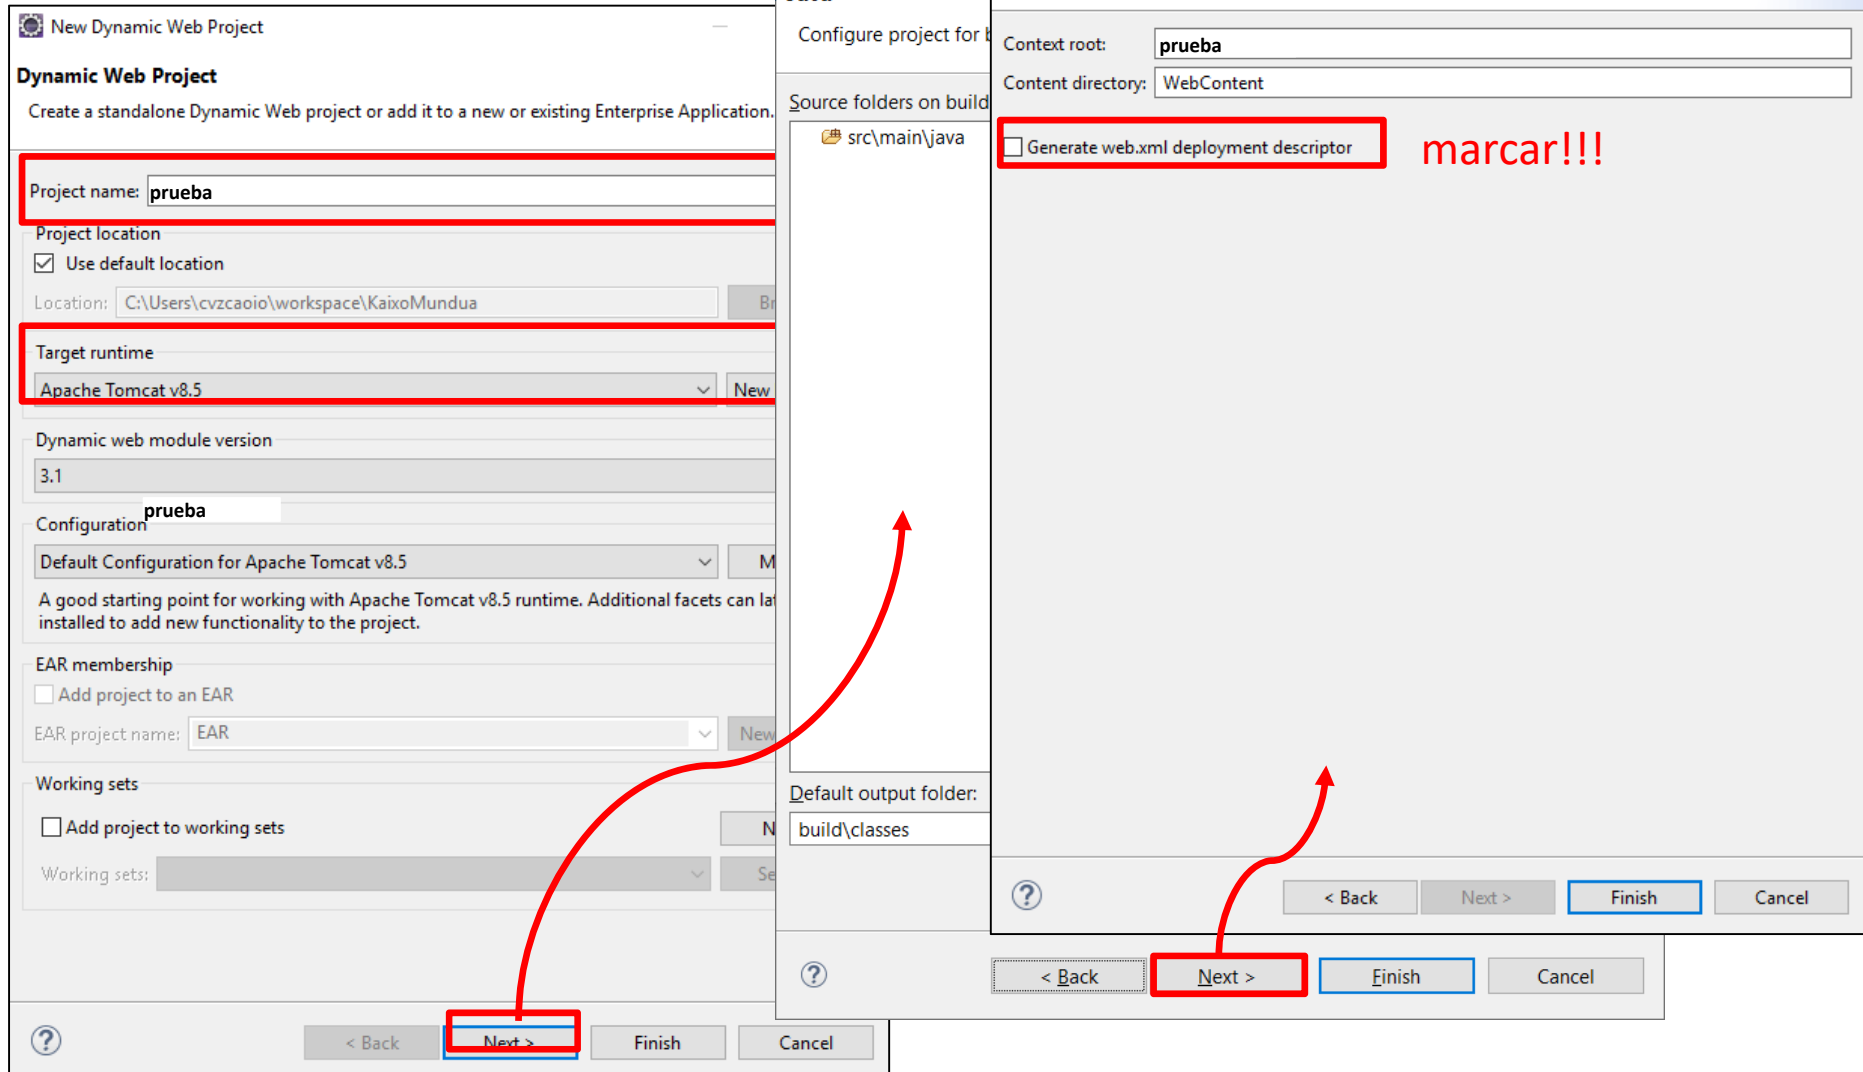 New Dynamic Web Project
Dynamic Web Project
Create a standalone Dynamic Web project or add it to a new or existing Enterprise Application.
Project name: prueba
Project location
Use default location
Location: C:\Users\cvzcaoio\workspace\KaixoMundua
Target runtime
Apache Tomcat v8.5
New
Dynamic web module version
3.1
prueba
Configuration
Default Configuration for Apache Tomcat v8.5
A good starting point for working with Apache Tomcat v8.5 runtime. Additional facets can
installed to add new functionality to the project.
EAR membership
Add project to an EAR
EAR project name: EAR
New
Working sets
Add project to working sets
Working sets:
< Back
Next >
Finish
Cancel
Configure project for
Source folders on build
src\main\java
Default output folder:
build\classes
< Back
Next >
Finish
Cancel
Context root: prueba
Content directory: WebContent
Generate web.xml deployment descriptor
marcar!!!
< Back
Next >
Finish
Cancel